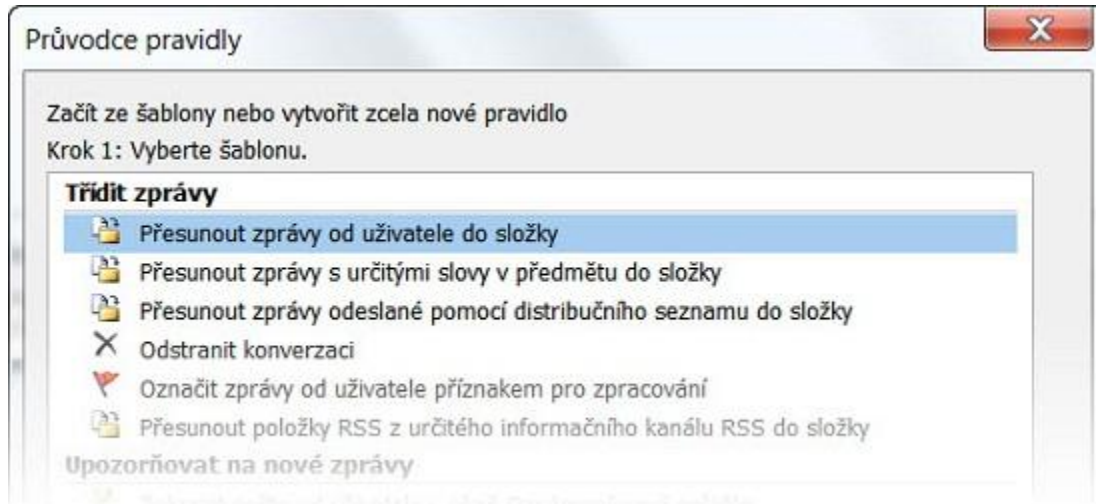 Průvodce pravidly
Začít ze šablony nebo vytvořit zcela nové pravidlo
Krok 1: Vyberte šablonu.
Třídit zprávy
Přesunout zprávy od uživatele do složky
Přesunout zprávy s určitými slovy v předmětu do složky
Přesunout zprávy odeslané pomocí distribučního seznamu do složky
Odstranit konverzaci
Označit zprávy od uživatele příznakem pro zpracování
Přesunout položky RSS z určitého informačního kanálu RSS do složky
Upozorňovat na nové zprávy